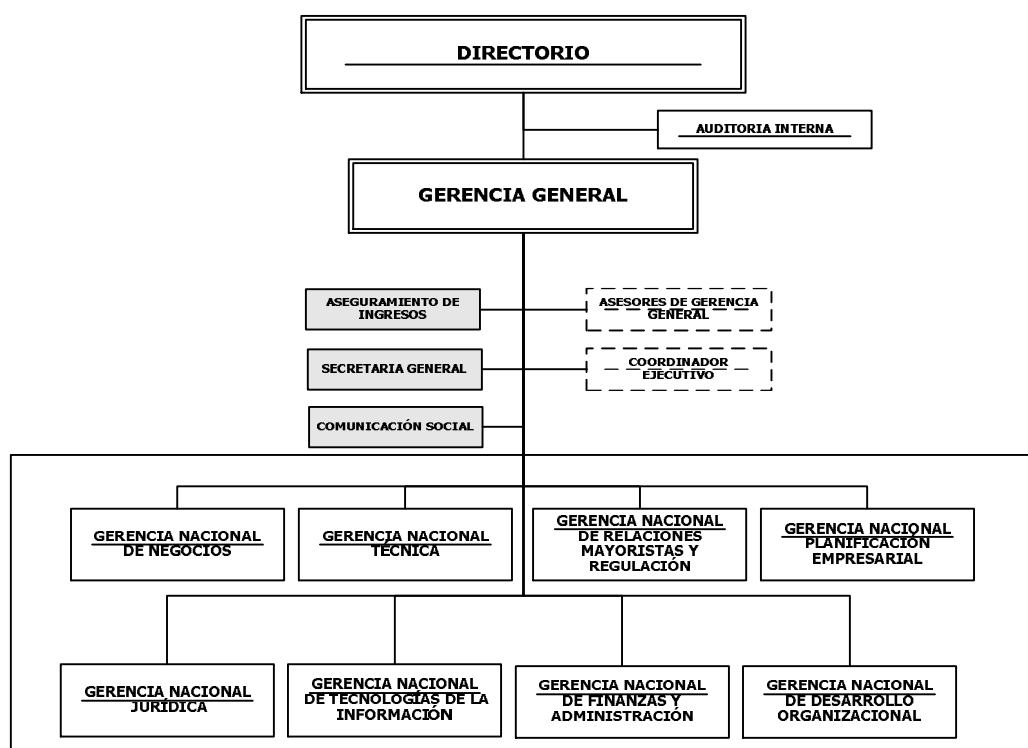 DIRECTORIO
AUDITORIA INTERNA
GERENCIA GENERAL
ASEGURAMIENTO DE
INGRESOS
ASESORES DE GERENCIA
GENERAL
SECRETARIA GENERAL
COORDINADOR
EJECUTIVO
COMUNICACIÓN SOCIAL
GERENCIA NACIONAL
DE NEGOCIOS
GERENCIA NACIONAL
TÉCNICA
GERENCIA NACIONAL
DE RELACIONES
MAYORISTAS Y
REGULACIÓN
GERENCIA NACIONAL
PLANIFICACIÓN
EMPRESARIAL
GERENCIA NACIONAL
JURÍDICA
GERENCIA NACIONAL
DE TECNOLOGÍAS DE LA
INFORMACIÓN
GERENCIA NACIONAL
DE FINANZAS Y
ADMINISTRACIÓN
GERENCIA NACIONAL
DE DESARROLLO
ORGANIZACIONAL